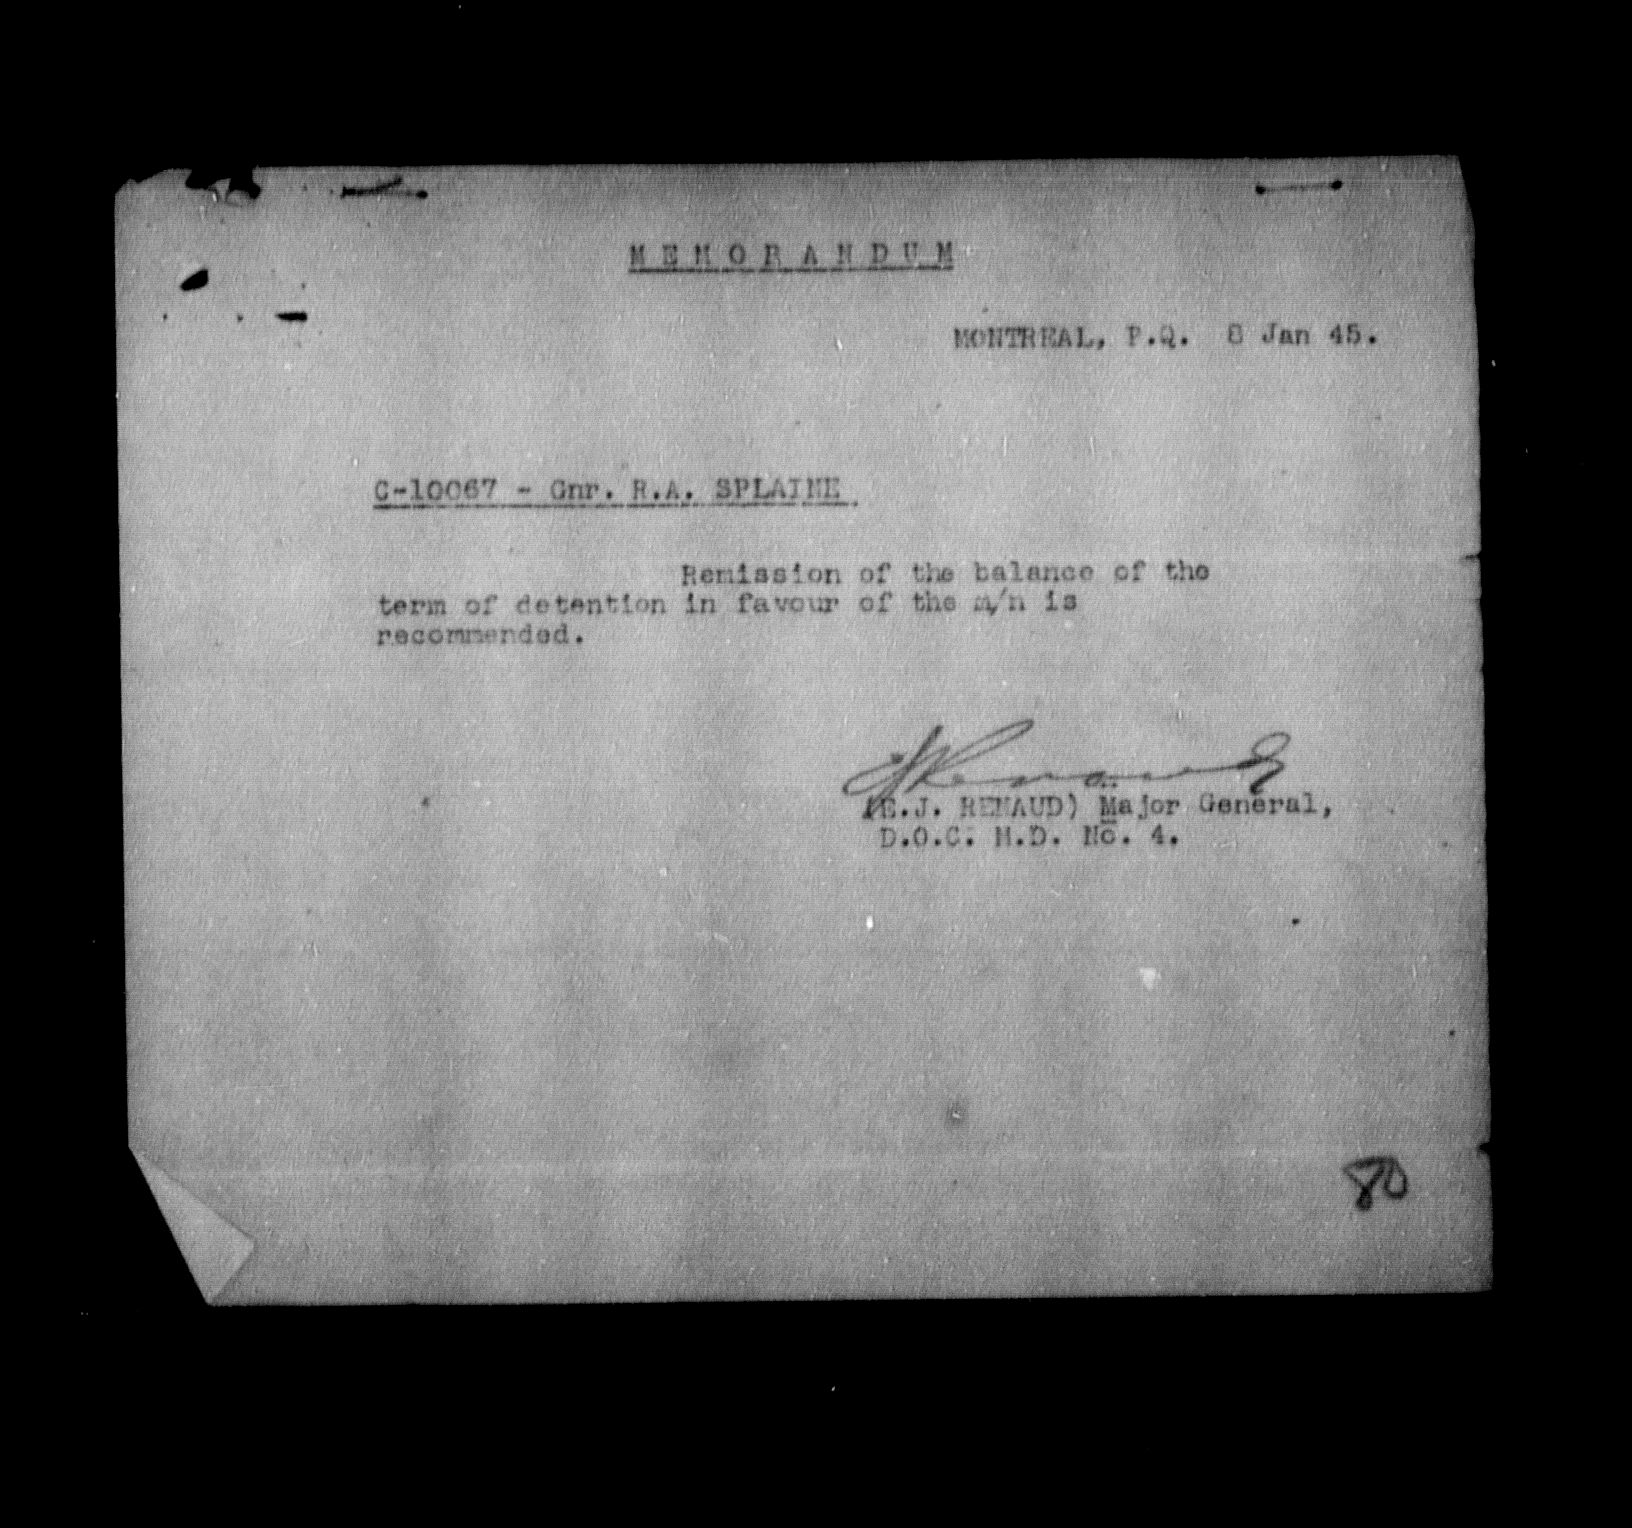 MEMORANDUM
MONTREAL, P.Q. 8 Jan 45.
C-10067 - Gnr. R.A. SPLAINE
Remission of the balance of the
term of detention in favour of the m/n is
recommended.
EJRenaud
(E.J. RENAUD) Major General,
D.O.C. M.D. No. 4.
80